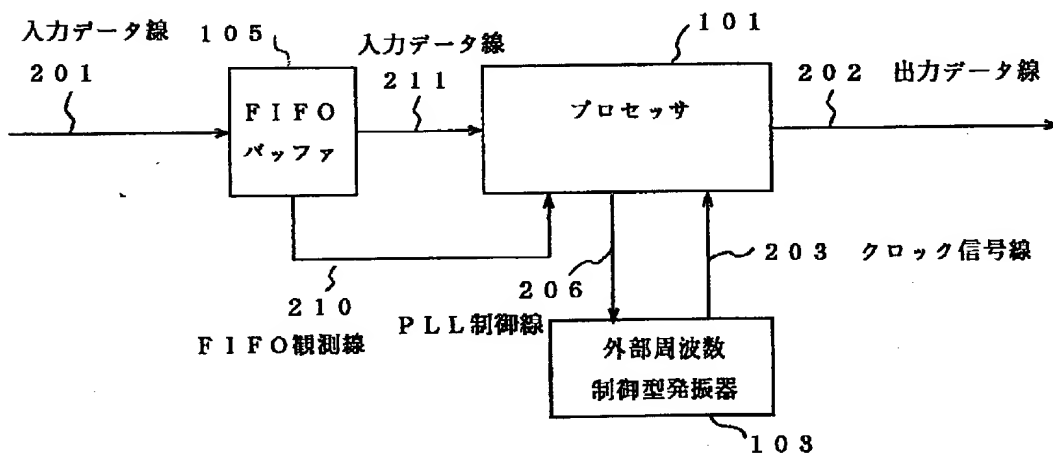 入力データ線
201
105
FIFO
バッファ
入力データ線
211
101
プロセッサ
202 出力データ線
210
FIFO観測線
206
PLL制御線
203 クロック信号線
外部周波数
制御型発振器
103